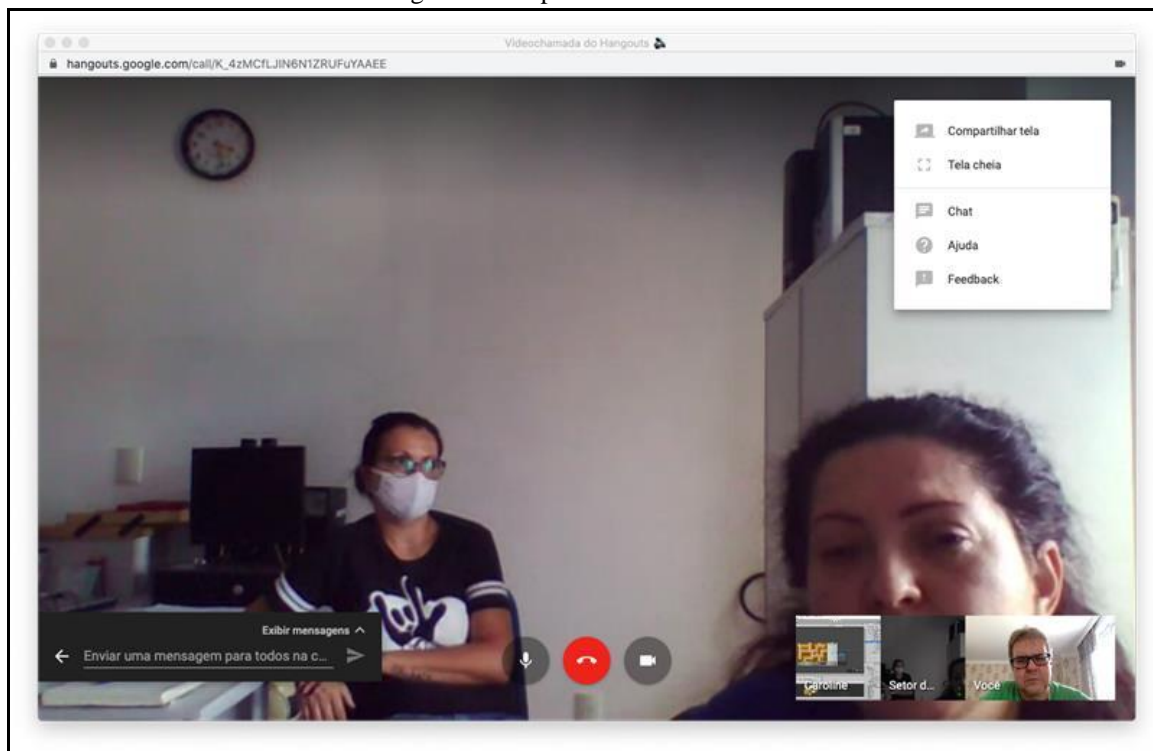 Videochamada do Hangouts
hangouts.google.com/call/K_4zMCfLJIN6N1ZRUFuYAAEE
Compartilhar tela
Tela cheia
Chat
Ajuda
Feedback
Exibir mensagens
Enviar uma mensagem para todos na c...
Caroline
Setor d...
Você